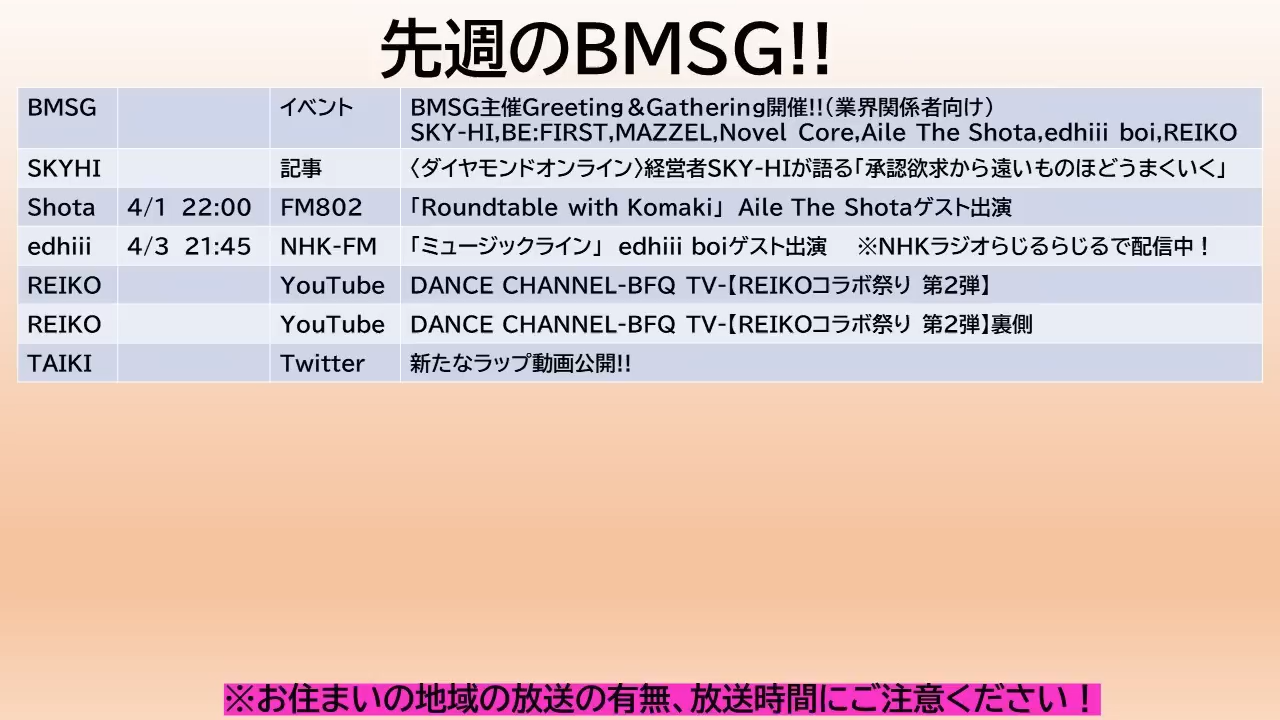 先週のBMSG!!
BMSG イベント BMSG主催Greeting＆Gathering開催!!(業界関係者向け)
SKY-HI,BE:FIRST,MAZZEL,Novel Core,Aile The Shota,edhiii boi,REIKO
SKYHI 記事 〈ダイヤモンドオンライン〉経営者SKY-HIが語る「承認欲求から遠いものほどうまくいく」
Shota 4/1 22:00 FM802 「Roundtable with Komaki」 Aile The Shotaゲスト出演
edhiii 4/3 21:45 NHK-FM 「ミュージックライン」 edhiii boiゲスト出演 ※NHKラジオらじるらじるで配信中！
REIKO YouTube DANCE CHANNEL-BFQ TV-【REIKOコラボ祭り 第2弾】
REIKO YouTube DANCE CHANNEL-BFQ TV-【REIKOコラボ祭り 第2弾】裏側
TAIKI Twitter 新たなラップ動画公開!!
※お住まいの地域の放送の有無、放送時間にご注意ください！